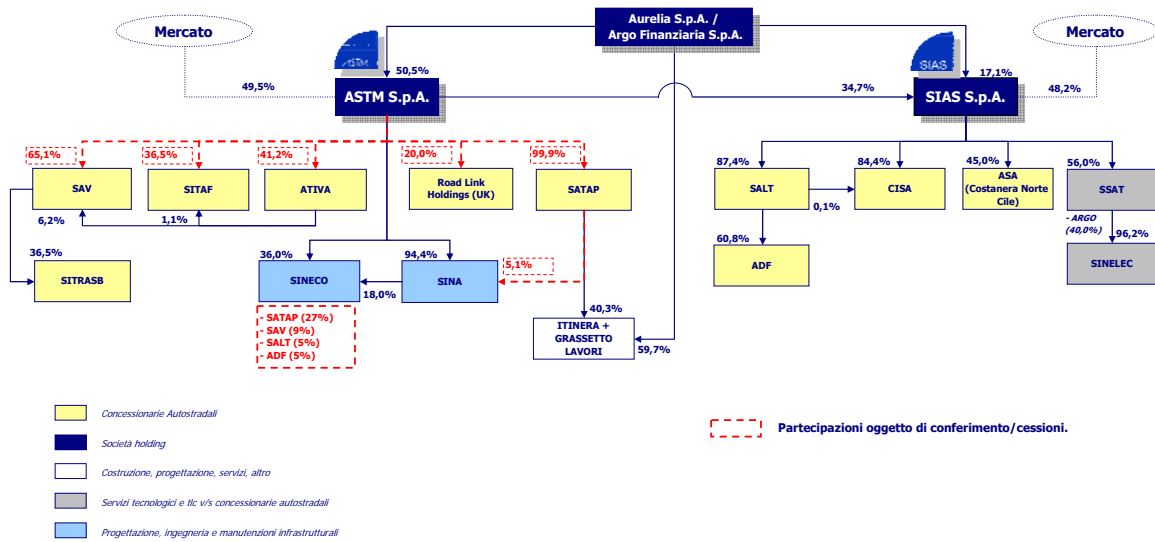 Aurelia S.p.A. /
Argo Finanziaria S.p.A.
Mercato
Mercato
ASTM
SIAS
50,5%
17,1%
49,5%
ASTM S.p.A.
34,7%
SIAS S.p.A.
48,2%
65,1%
36,5%
41,2%
20,0%
99,9%
87,4%
84,4%
45,0%
56,0%
SAV
SITAF
ATIVA
Road Link
Holdings (UK)
SATAP
SALT
CISA
ASA
(Costanera Norte
Cile)
SSAT
0,1%
6,2%
1,1%
- ARGO
(40,0%)
96,2%
36,5%
36,0%
94,4%
5,1%
60,8%
SITRASB
SINECO
18,0%
SINA
ADF
SINELEC
40,3%
- SATAP (27%)
- SAV (9%)
- SALT (5%)
- ADF (5%)
ITINERA +
GRASSETTO
LAVORI
59,7%
Concessionarie Autostradali
Partecipazioni oggetto di conferimento/cessioni.
Società holding
Costruzione, progettazione, servizi, altro
Servizi tecnologici e tlc v/s concessionarie autostradali
Progettazione, ingegneria e manutenzioni infrastrutturali